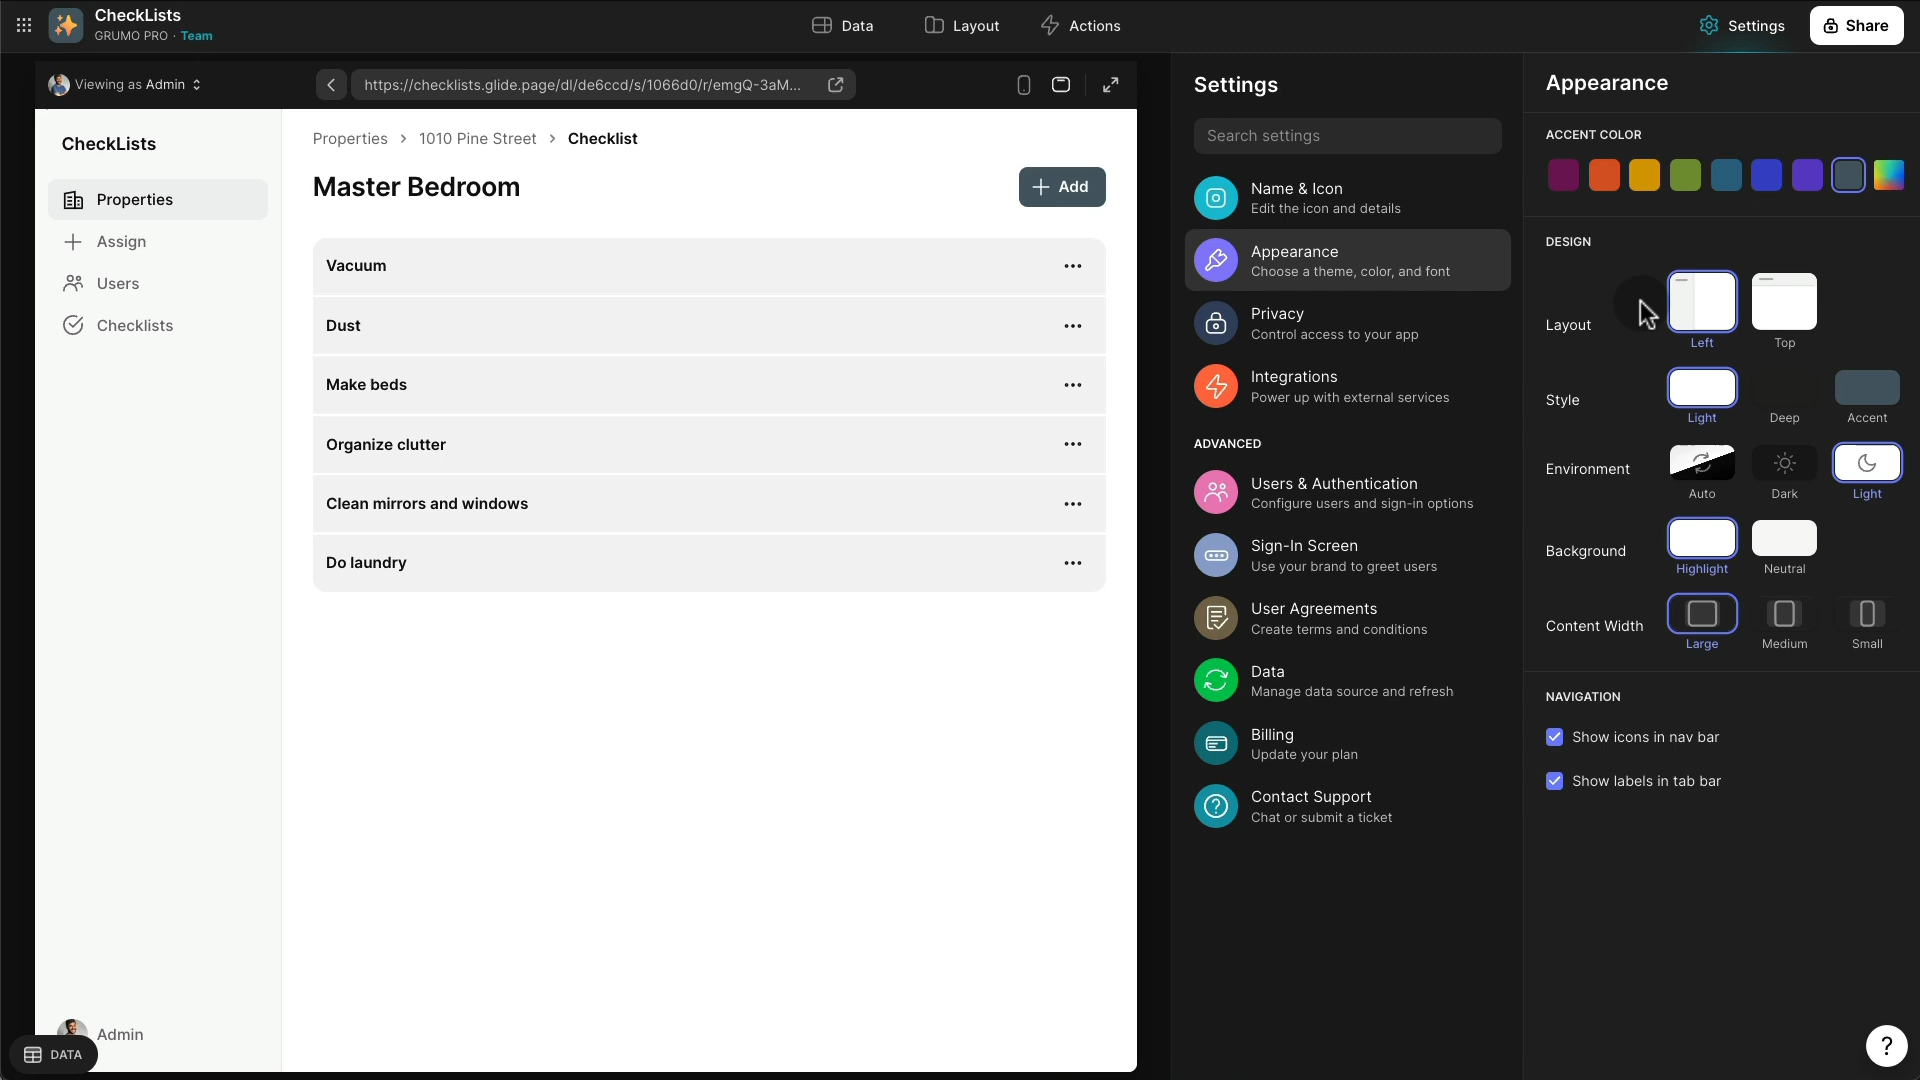 CheckLists
GRUMO PRO · Team
Data
Layout
Actions
Settings
Share
Viewing as Admin
https://checklists.glide.page/dl/de6ccd/s/1066d0/r/emgQ-3aM...
CheckLists
Properties
Assign
Users
Checklists
Admin
DATA
Properties > 1010 Pine Street > Checklist
Master Bedroom
Add
Vacuum
Dust
Make beds
Organize clutter
Clean mirrors and windows
Do laundry
Settings
Search settings
Name & Icon
Edit the icon and details
Appearance
Choose a theme, color, and font
Privacy
Control access to your app
Integrations
Power up with external services
ADVANCED
Users & Authentication
Configure users and sign-in options
Sign-In Screen
Use your brand to greet users
User Agreements
Create terms and conditions
Data
Manage data source and refresh
Billing
Update your plan
Contact Support
Chat or submit a ticket
Appearance
ACCENT COLOR
DESIGN
Layout
Left
Top
Style
Light
Deep
Accent
Environment
Auto
Dark
Light
Background
Highlight
Neutral
Content Width
Large
Medium
Small
NAVIGATION
Show icons in nav bar
Show labels in tab bar
?